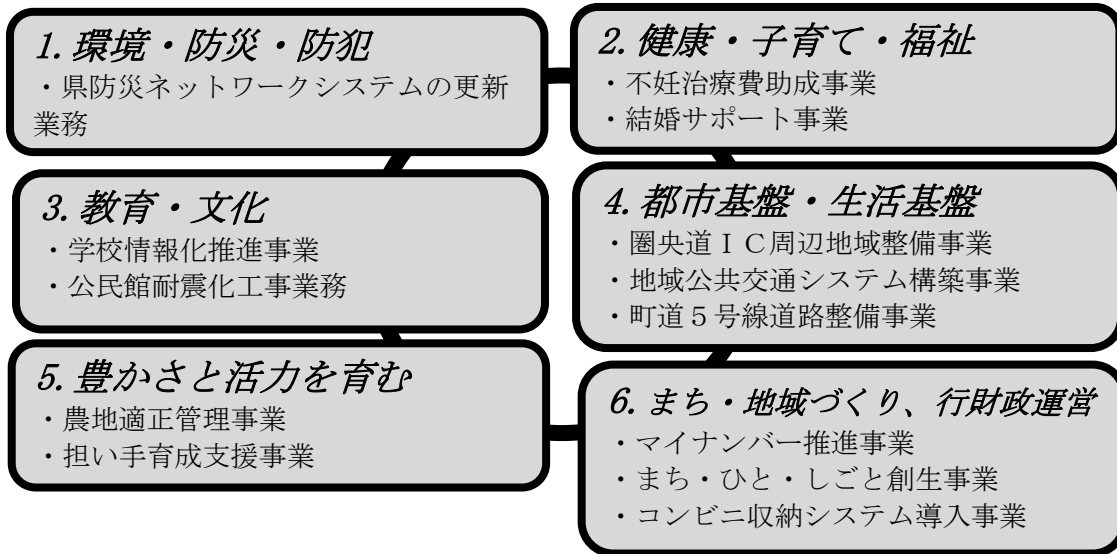 1. 環境・防災・防犯
・県防災ネットワークシステムの更新
業務
2. 健康・子育て・福祉
・不妊治療費助成事業
・結婚サポート事業
3. 教育・文化
・学校情報化推進事業
・公民館耐震化工事業務
4. 都市基盤・生活基盤
・圏央道ＩＣ周辺地域整備事業
・地域公共交通システム構築事業
・町道５号線道路整備事業
5. 豊かさと活力を育む
・農地適正管理事業
・担い手育成支援事業
6. まち・地域づくり、行財政運営
・マイナンバー推進事業
・まち・ひと・しごと創生事業
・コンビニ収納システム導入事業